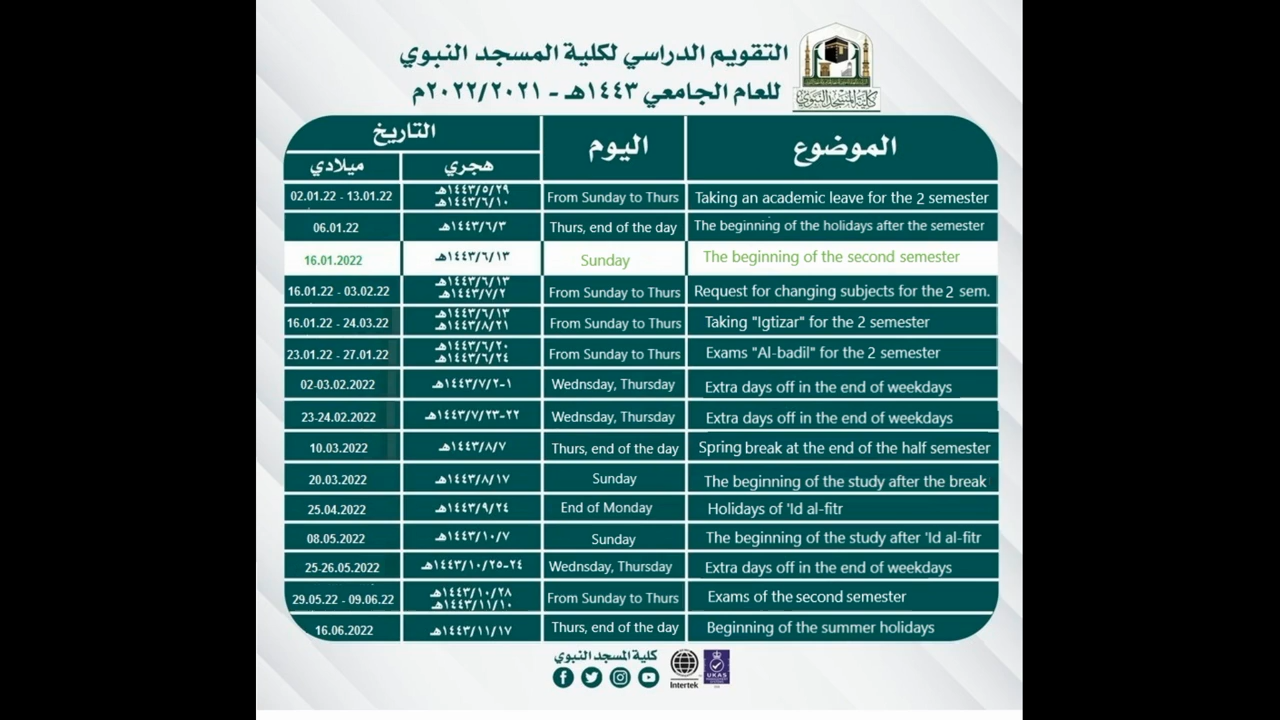 التقويم الدراسي لكلية المسجد النبوي
للعام الجامعي ١٤٤٣هـ - ٢٠٢٢/٢٠٢١م
كلية المسجد النبوي
الموضوع اليوم التاريخ
هجري ميلادي
Taking an academic leave for the 2 semester From Sunday to Thurs ١٤٤٣/٥/٢٩هـ ١٤٤٣/٦/١٠هـ 02.01.22 - 13.01.22
The beginning of the holidays after the semester Thurs, end of the day ١٤٤٣/٦/٣هـ 06.01.22
The beginning of the second semester Sunday ١٤٤٣/٦/١٣هـ 16.01.2022
Request for changing subjects for the 2 sem. From Sunday to Thurs ١٤٤٣/٦/١٣هـ ١٤٤٣/٧/٢هـ 16.01.22 - 03.02.22
Taking "Igtizar" for the 2 semester From Sunday to Thurs ١٤٤٣/٦/١٣هـ ١٤٤٣/٨/٢١هـ 16.01.22 - 24.03.22
Exams "Al-badil" for the 2 semester From Sunday to Thurs ١٤٤٣/٦/٢٠هـ ١٤٤٣/٦/٢٤هـ 23.01.22 - 27.01.22
Extra days off in the end of weekdays Wednsday, Thursday ١-١٤٤٣/٧/٢هـ 02-03.02.2022
Extra days off in the end of weekdays Wednsday, Thursday ٢٢-١٤٤٣/٧/٢٣هـ 23-24.02.2022
Spring break at the end of the half semester Thurs, end of the day ١٤٤٣/٨/٧هـ 10.03.2022
The beginning of the study after the break Sunday ١٤٤٣/٨/١٧هـ 20.03.2022
Holidays of 'Id al-fitr End of Monday ١٤٤٣/٩/٢٤هـ 25.04.2022
The beginning of the study after 'Id al-fitr Sunday ١٤٤٣/١٠/٧هـ 08.05.2022
Extra days off in the end of weekdays Wednsday, Thursday ٢٤-١٤٤٣/١٠/٢٥هـ 25-26.05.2022
Exams of the second semester From Sunday to Thurs ١٤٤٣/١٠/٢٨هـ ١٤٤٣/١١/١٠هـ 29.05.22 - 09.06.22
Beginning of the summer holidays Thurs, end of the day ١٤٤٣/١١/١٧هـ 16.06.2022
كلية المسجد النبوي
Intertek
UKAS